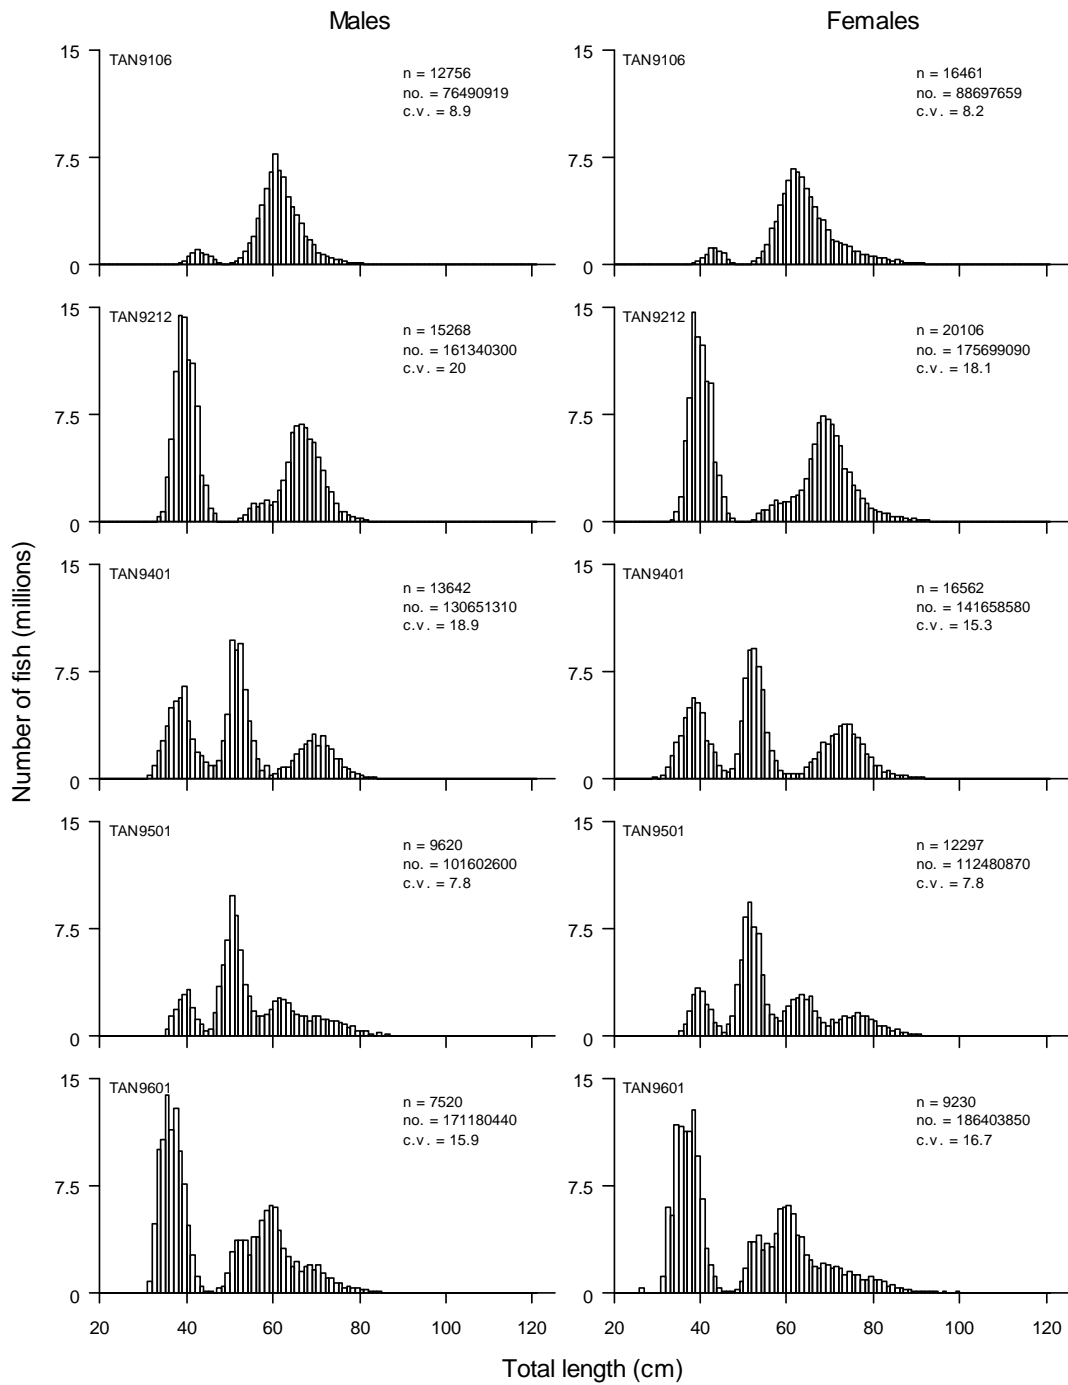 Males
Females
15
TAN9106
n = 12756
no. = 76490919
c.v. = 8.9
7.5
0
TAN9106
n = 16461
no. = 88697659
c.v. = 8.2
15
7.5
0
15
TAN9212
n = 15268
no. = 161340300
c.v. = 20
7.5
0
15
TAN9212
n = 20106
no. = 175699090
c.v. = 18.1
7.5
0
15
TAN9401
n = 13642
no. = 130651310
c.v. = 18.9
7.5
0
15
TAN9401
n = 16562
no. = 141658580
c.v. = 15.3
7.5
0
15
TAN9501
n = 9620
no. = 101602600
c.v. = 7.8
7.5
0
15
TAN9501
n = 12297
no. = 112480870
c.v. = 7.8
7.5
0
15
TAN9601
n = 7520
no. = 171180440
c.v. = 15.9
7.5
0
15
TAN9601
n = 9230
no. = 186403850
c.v. = 16.7
7.5
0
20 40 60 80 100 120
20 40 60 80 100 120
Number of fish (millions)
Total length (cm)